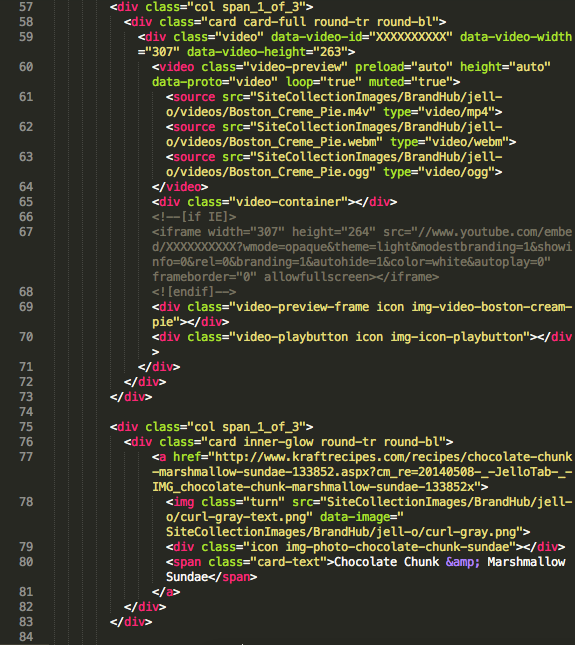 57 <div class="col span_1_of_3">
58 <div class="card card-full round-tr round-bl">
59 <div class="video" data-video-id="XXXXXXXXXX" data-video-width
="307" data-video-height="263">
60 <video class="video-preview" preload="auto" height="auto"
data-proto="video" loop="true" muted="true">
61 <source src="SiteCollectionImages/BrandHub/jell-
o/videos/Boston_Creme_Pie.m4v" type="video/mp4">
62 <source src="SiteCollectionImages/BrandHub/jell-
o/videos/Boston_Creme_Pie.webm" type="video/webm">
63 <source src="SiteCollectionImages/BrandHub/jell-
o/videos/Boston_Creme_Pie.ogg" type="video/ogg">
64 </video>
65 <div class="video-container"></div>
66 <!--[if IE]>
67 <iframe width="307" height="264" src="//www.youtube.com/embe
d/XXXXXXXXXX?wmode=opaque&theme=light&modestbranding=1&showi
nfo=0&rel=0&branding=1&autohide=1&color=white&autoplay=0"
frameborder="0" allowfullscreen></iframe>
68 <![endif]-->
69 <div class="video-preview-frame icon img-video-boston-cream-
pie"></div>
70 <div class="video-playbutton icon img-icon-playbutton"></div
>
71 </div>
72 </div>
73 </div>
74
75 <div class="col span_1_of_3">
76 <div class="card inner-glow round-tr round-bl">
77 <a href="http://www.kraftrecipes.com/recipes/chocolate-chunk
-marshmallow-sundae-133852.aspx?cm_re=20140508-_-JelloTab-_-
IMG_chocolate-chunk-marshmallow-sundae-133852x">
78 <img class="turn" src="SiteCollectionImages/BrandHub/jell-
o/curl-gray-text.png" data-image="
SiteCollectionImages/BrandHub/jell-o/curl-gray.png">
79 <div class="icon img-photo-chocolate-chunk-sundae"></div>
80 <span class="card-text">Chocolate Chunk &amp; Marshmallow
Sundae</span>
81 </a>
82 </div>
83 </div>
84